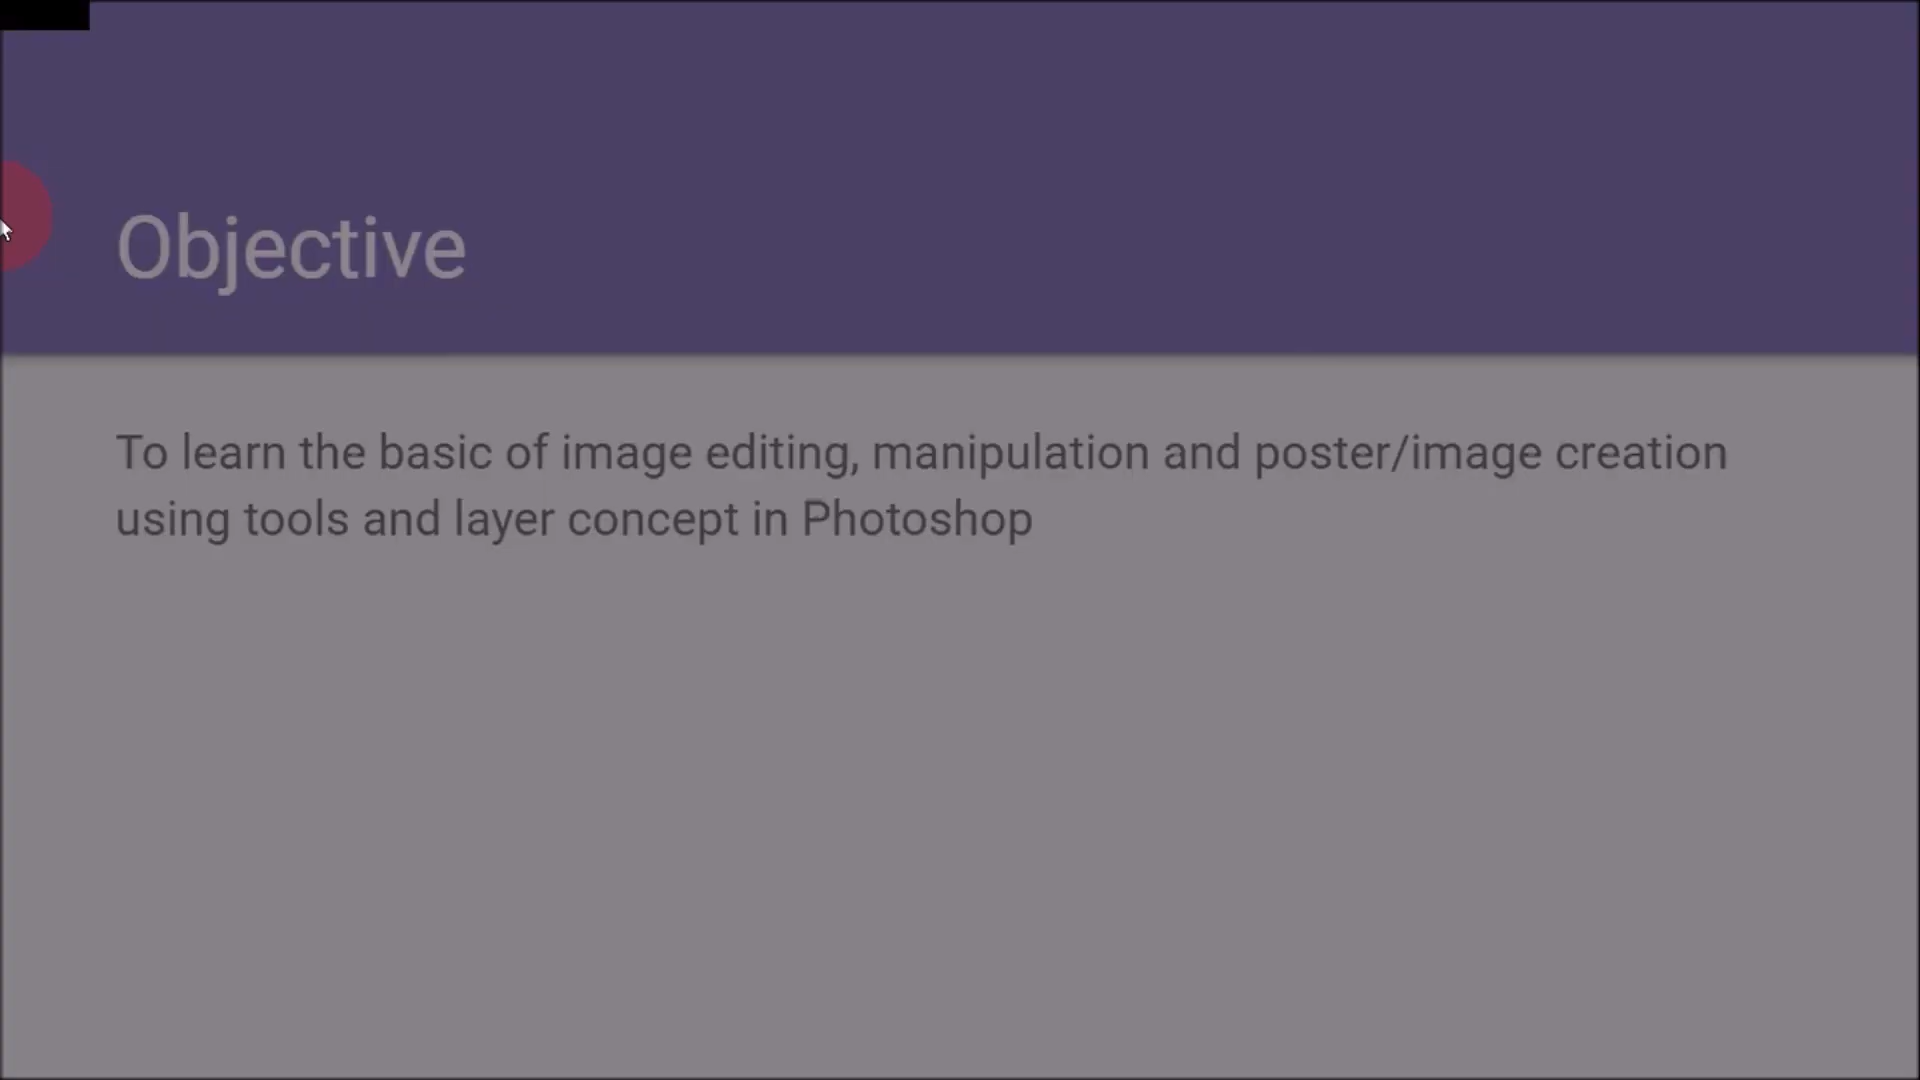 Objective
To learn the basic of image editing, manipulation and poster/image creation
using tools and layer concept in Photoshop